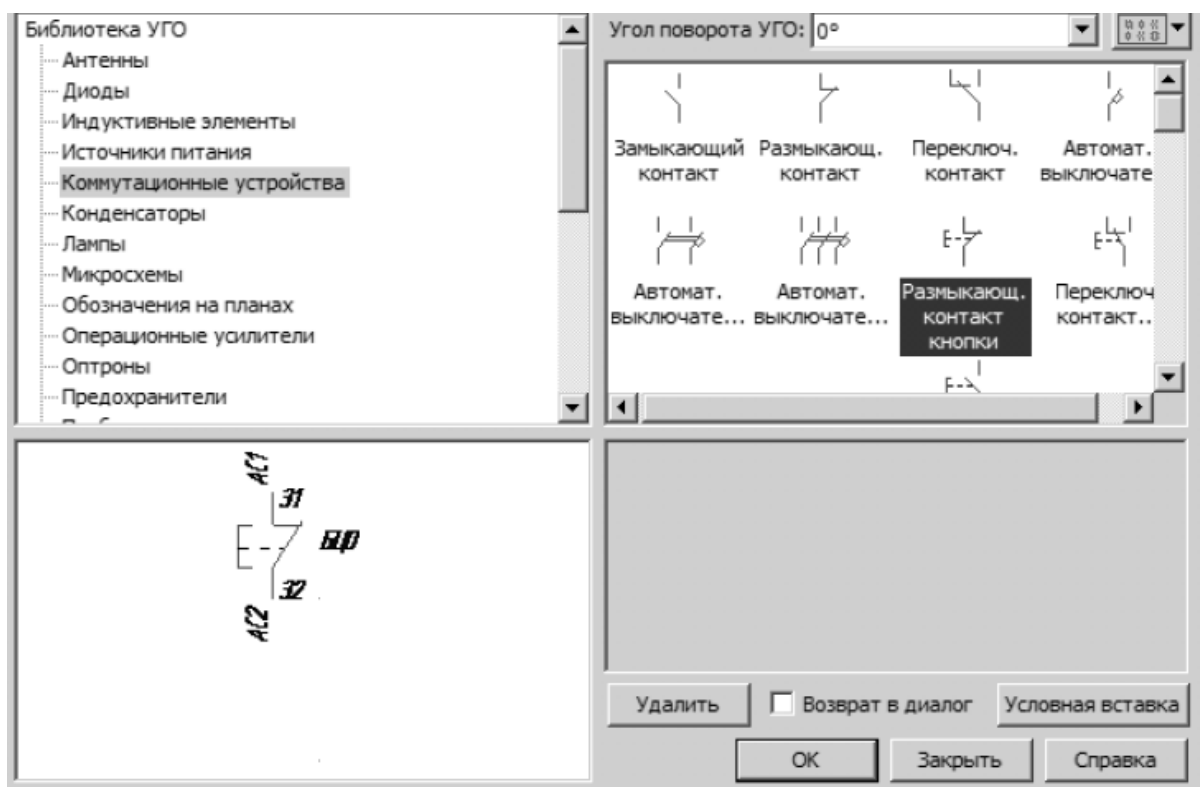 Библиотека УГО
Антенны
Диоды
Индуктивные элементы
Источники питания
Коммутационные устройства
Конденсаторы
Лампы
Микросхемы
Обозначения на планах
Операционные усилители
Оптроны
Предохранители
Угол поворота УГО: 0°
Замыкающий Размыкающ. Переключ. Автомат.
контакт контакт контакт выключате
Автомат. Автомат. Размыкающ. Переключ
выключате... выключате... контакт контакт..
кнопки
АС1
31
БЦФ
32
АС2
Удалить Возврат в диалог Условная вставка
ОК Закрыть Справка